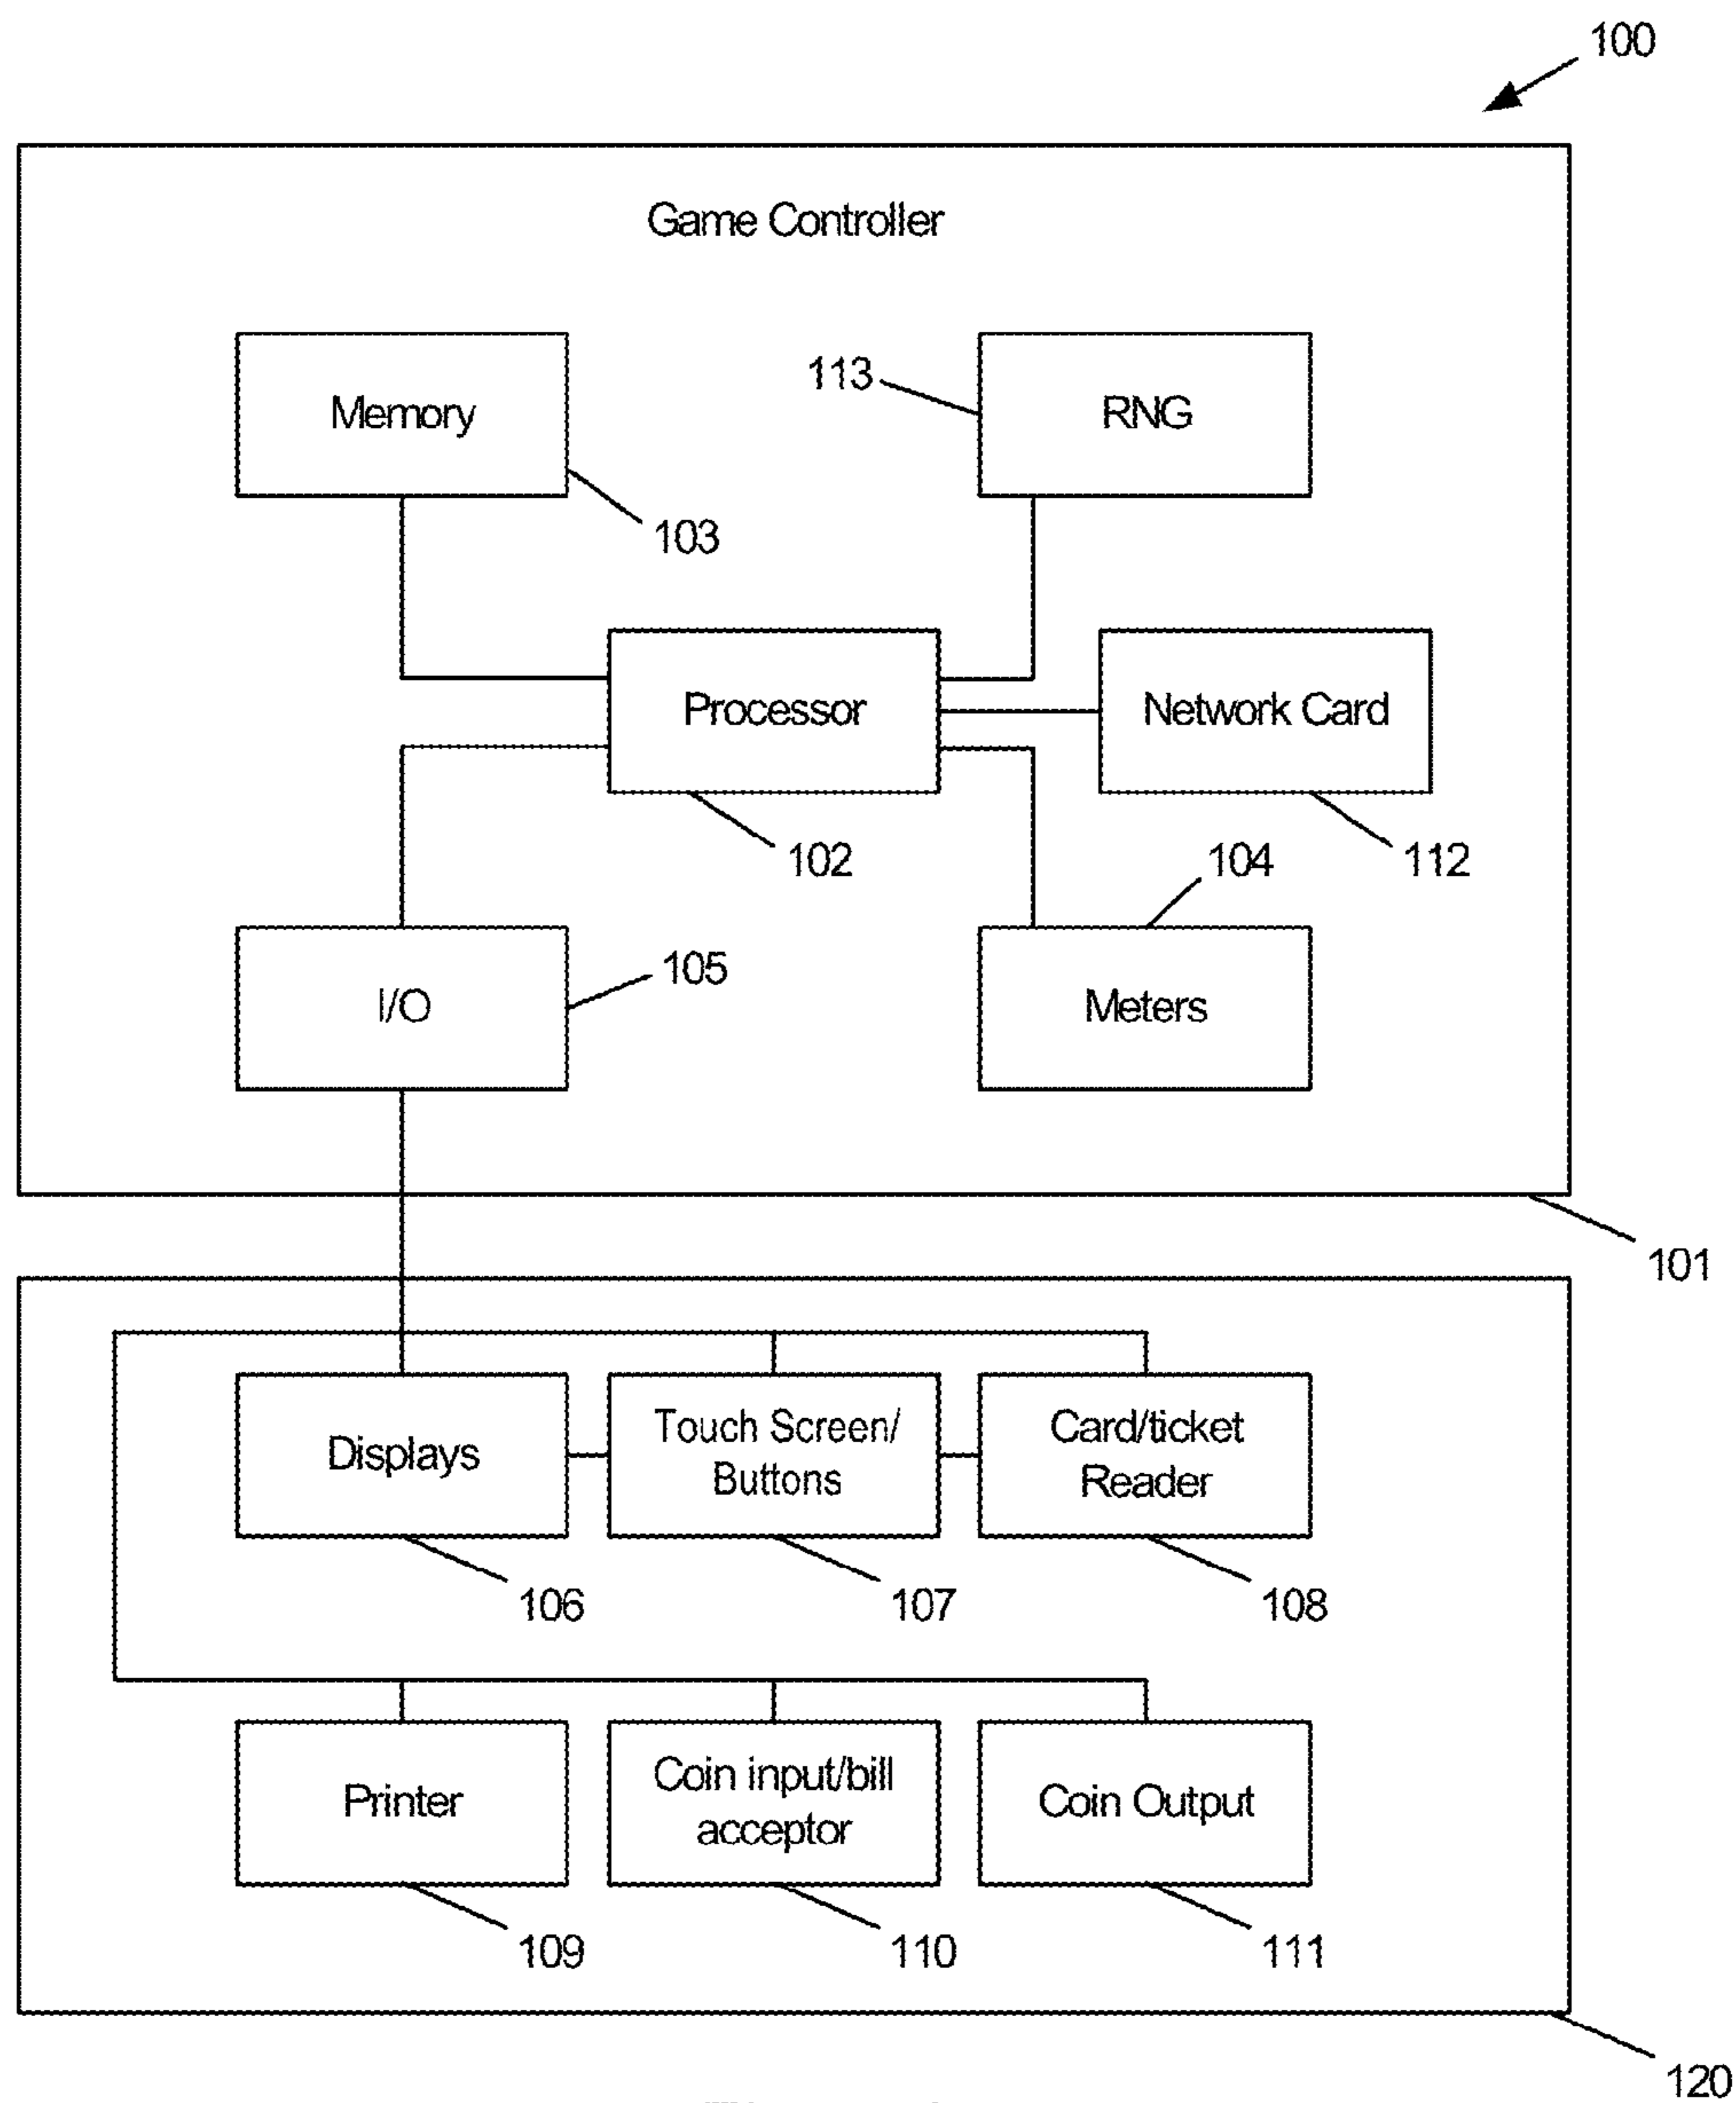 100
Game Controller
Memory
113
RNG
103
Processor
Network Card
102
104
112
I/O
105
Meters
101
Displays
Touch Screen/
Buttons
Card/ticket
Reader
106
107
108
Printer
Coin input/bill
acceptor
Coin Output
109
110
111
120